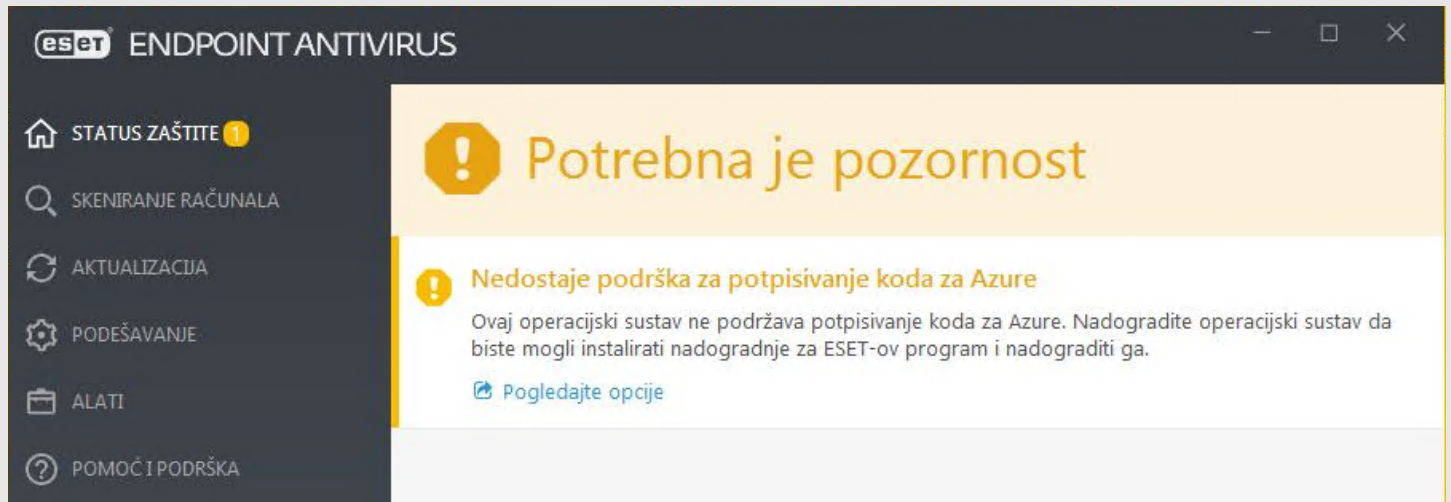 eset ENDPOINT ANTIVIRUS
STATUS ZAŠTITE 1
SKENIRANJE RAČUNALA
AKTUALIZACIJA
PODEŠAVANJE
ALATI
POMOĆ I PODRŠKA
Potrebna je pozornost
Nedostaje podrška za potpisivanje koda za Azure
Ovaj operacijski sustav ne podržava potpisivanje koda za Azure. Nadogradite operacijski sustav da
biste mogli instalirati nadogradnje za ESET-ov program i nadograditi ga.
Pogledajte opcije